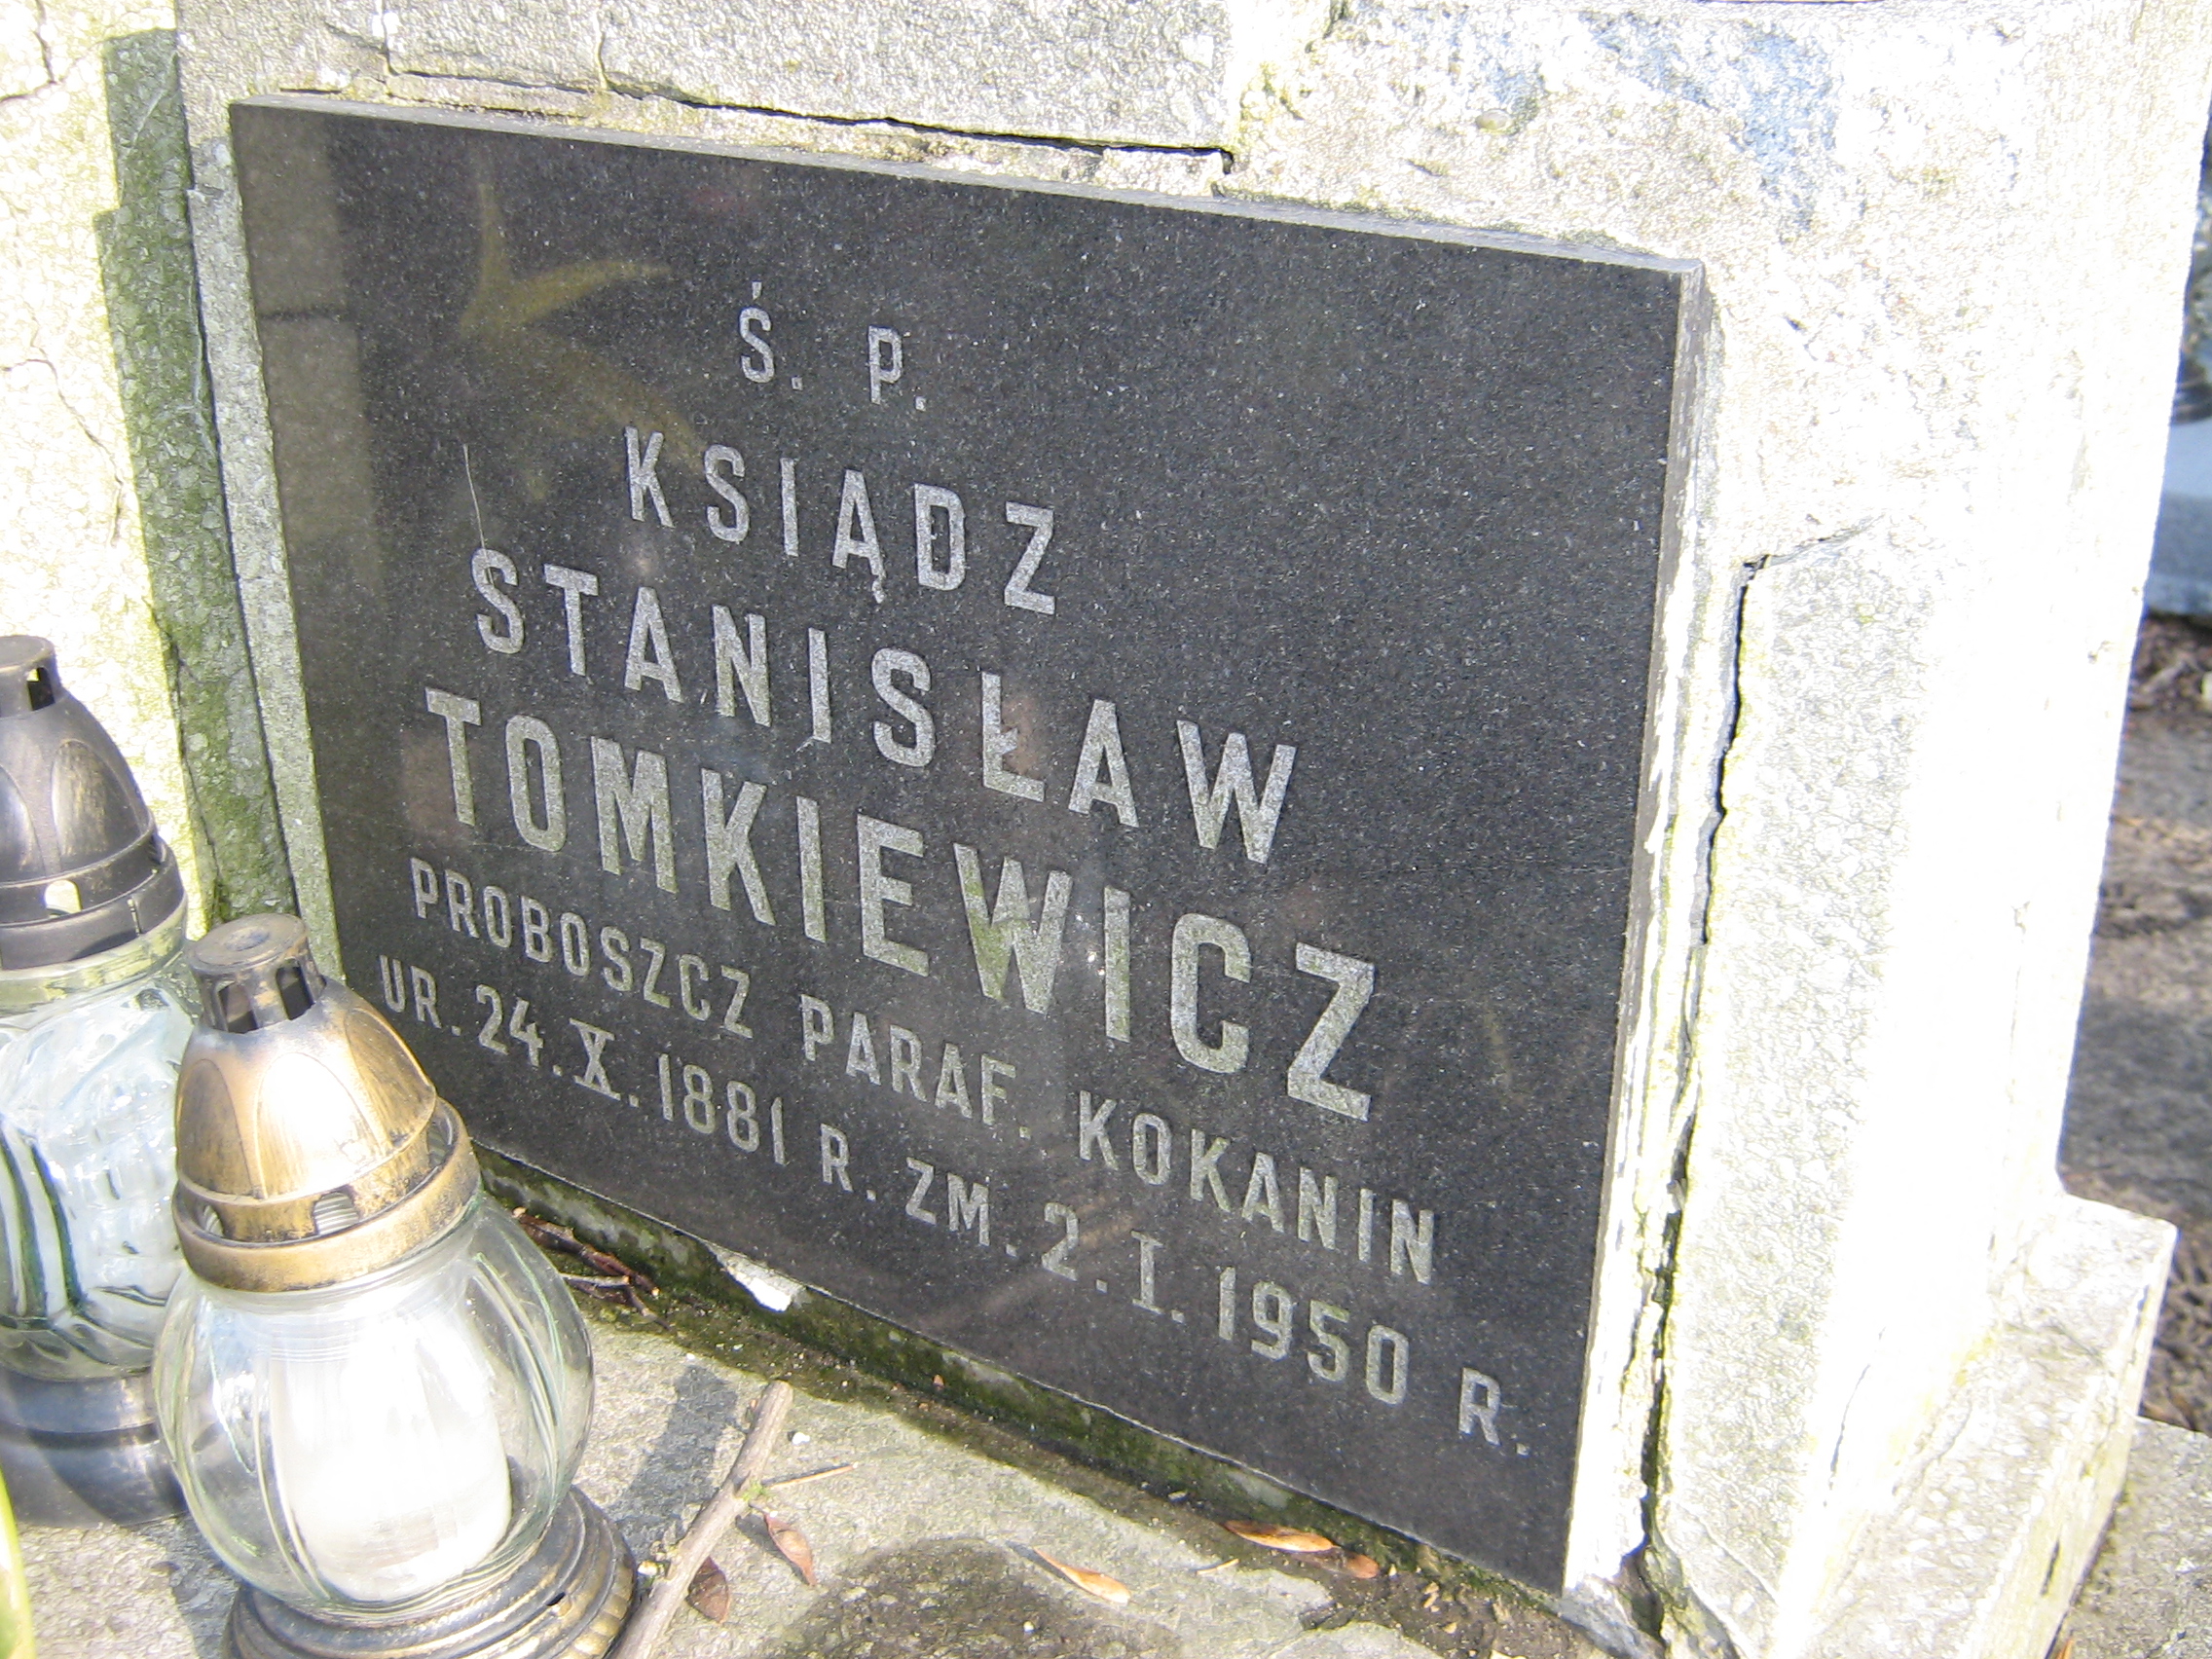 Ś. P.
KSIĄDZ
STANISŁAW
TOMKIEWICZ
PROBOSZCZ PARAF. KOKANIN
UR. 24.X.1881 R. ZM. 2.I.1950 R.